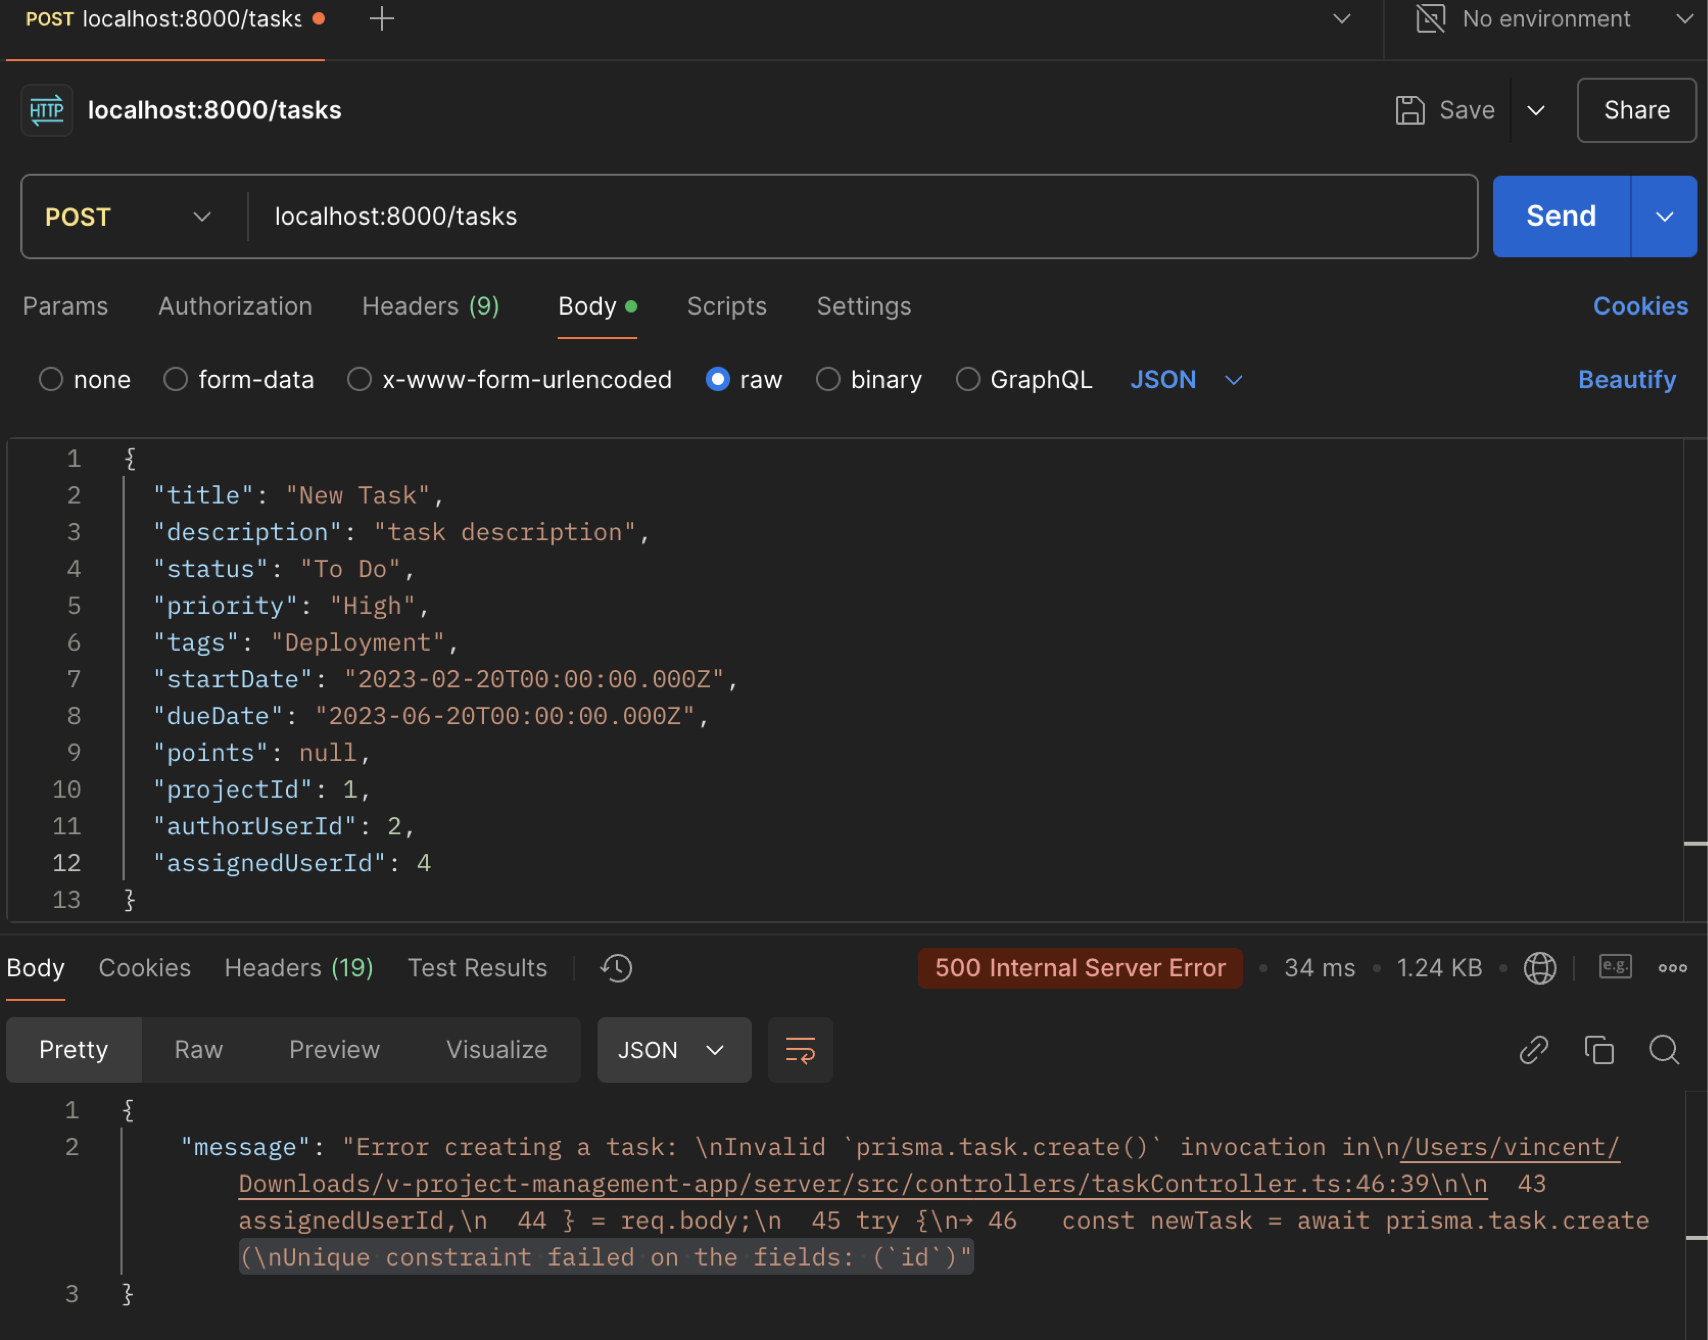 POST localhost:8000/tasks
No environment
HTTP localhost:8000/tasks
Save
Share
POST
localhost:8000/tasks
Send
Params Authorization Headers (9) Body Scripts Settings Cookies
none form-data x-www-form-urlencoded raw binary GraphQL JSON Beautify
1 {
2 "title": "New Task",
3 "description": "task description",
4 "status": "To Do",
5 "priority": "High",
6 "tags": "Deployment",
7 "startDate": "2023-02-20T00:00:00.000Z",
8 "dueDate": "2023-06-20T00:00:00.000Z",
9 "points": null,
10 "projectId": 1,
11 "authorUserId": 2,
12 "assignedUserId": 4
13 }
Body Cookies Headers (19) Test Results 500 Internal Server Error • 34 ms • 1.24 KB • e.g.
Pretty Raw Preview Visualize JSON
1 {
2 "message": "Error creating a task: \nInvalid `prisma.task.create()` invocation in\n/Users/vincent/
Downloads/v-project-management-app/server/src/controllers/taskController.ts:46:39\n\n  43
assignedUserId,\n  44 } = req.body;\n  45 try {\n→ 46   const newTask = await prisma.task.create
(\nUnique constraint failed on the fields: (`id`)"
3 }